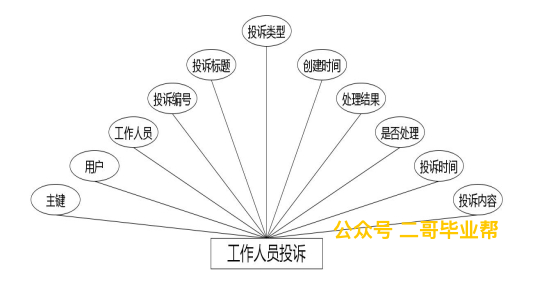 投诉类型
投诉标题
创建时间
投诉编号
处理结果
工作人员
是否处理
用户
投诉时间
主键
投诉内容
公众号 二哥毕业帮
工作人员投诉